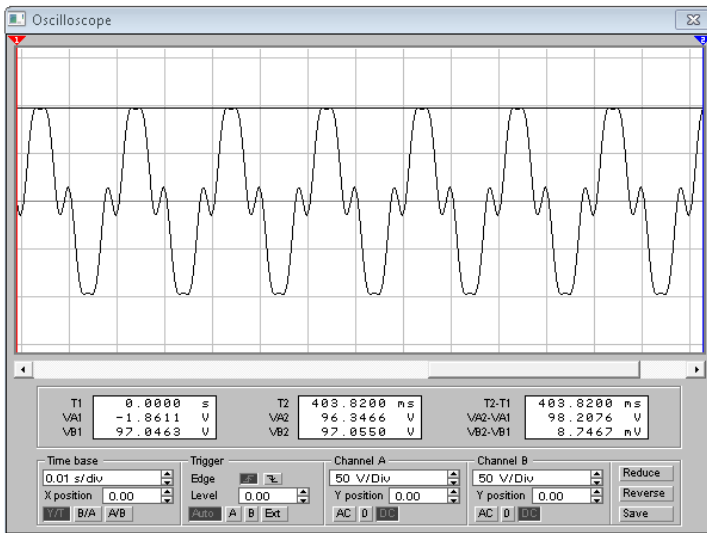 Oscilloscope
1 2
T1 0.0000 s T2 403.8200 ms T2-T1 403.8200 ms
VA1 -1.8611 V VA2 96.3466 V VA2-VA1 98.2076 V
VB1 97.0463 V VB2 97.0550 V VB2-VB1 8.7467 mV
Time base Trigger Channel A Channel B
0.01 s/div Edge 50 V/Div 50 V/Div Reduce
X position 0.00 Level 0.00 Y position 0.00 Y position 0.00 Reverse
Y/T B/A A/B Auto A B Ext AC 0 DC AC 0 DC Save